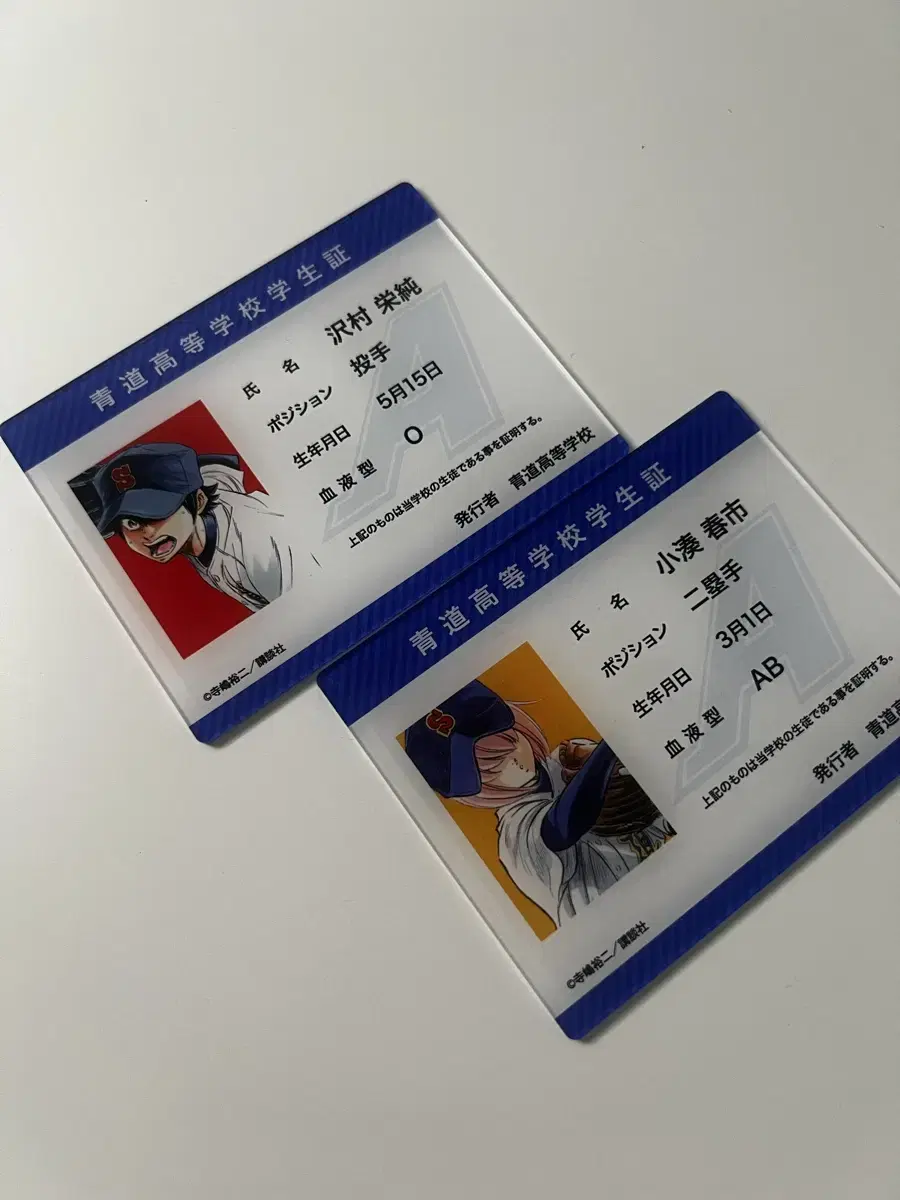 青道高等学校学生証
氏 名 沢村 栄純
ポジション 投手
生年月日 5月15日
血液型 O
上記のものは当学校の生徒である事を証明する。
発行者 青道高等学校
©寺嶋裕二／講談社
S
青道高等学校学生証
氏 名 小湊 春市
ポジション 二塁手
生年月日 3月1日
血液型 AB
上記のものは当学校の生徒である事を証明する。
発行者 青道高
©寺嶋裕二／講談社
S